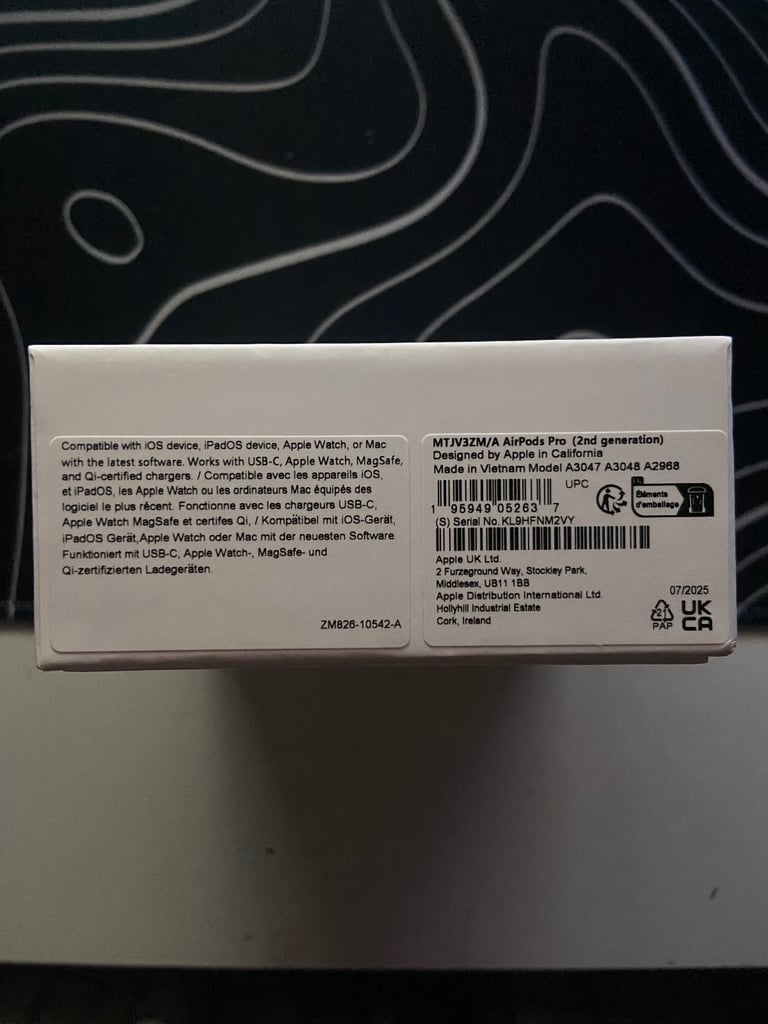 Compatible with iOS device, iPadOS device, Apple Watch, or Mac
with the latest software. Works with USB-C, Apple Watch, MagSafe,
and Qi-certified chargers. / Compatible avec les appareils iOS,
et iPadOS, les Apple Watch ou les ordinateurs Mac équipés des
logiciel le plus récent. Fonctionne avec les chargeurs USB-C,
Apple Watch MagSafe et certifes Qi, / Kompatibel mit iOS-Gerät,
iPadOS Gerät,Apple Watch oder Mac mit der neuesten Software
Funktioniert mit USB-C, Apple Watch-, MagSafe- und
Qi-zertifizierten Ladegeräten.
ZM826-10542-A
MTJV3ZM/A AirPods Pro (2nd generation)
Designed by Apple in California
Made in Vietnam Model A3047 A3048 A2968
UPC
1 95949 05263 7
Éléments
d'emballage
(S) Serial No. KL9HFNM2VY
Apple UK Ltd.
2 Furzeground Way, Stockley Park,
Middlesex, UB11 1BB
Apple Distribution International Ltd.
Hollyhill Industrial Estate
Cork, Ireland
07/2025
21
PAP
UK
CA